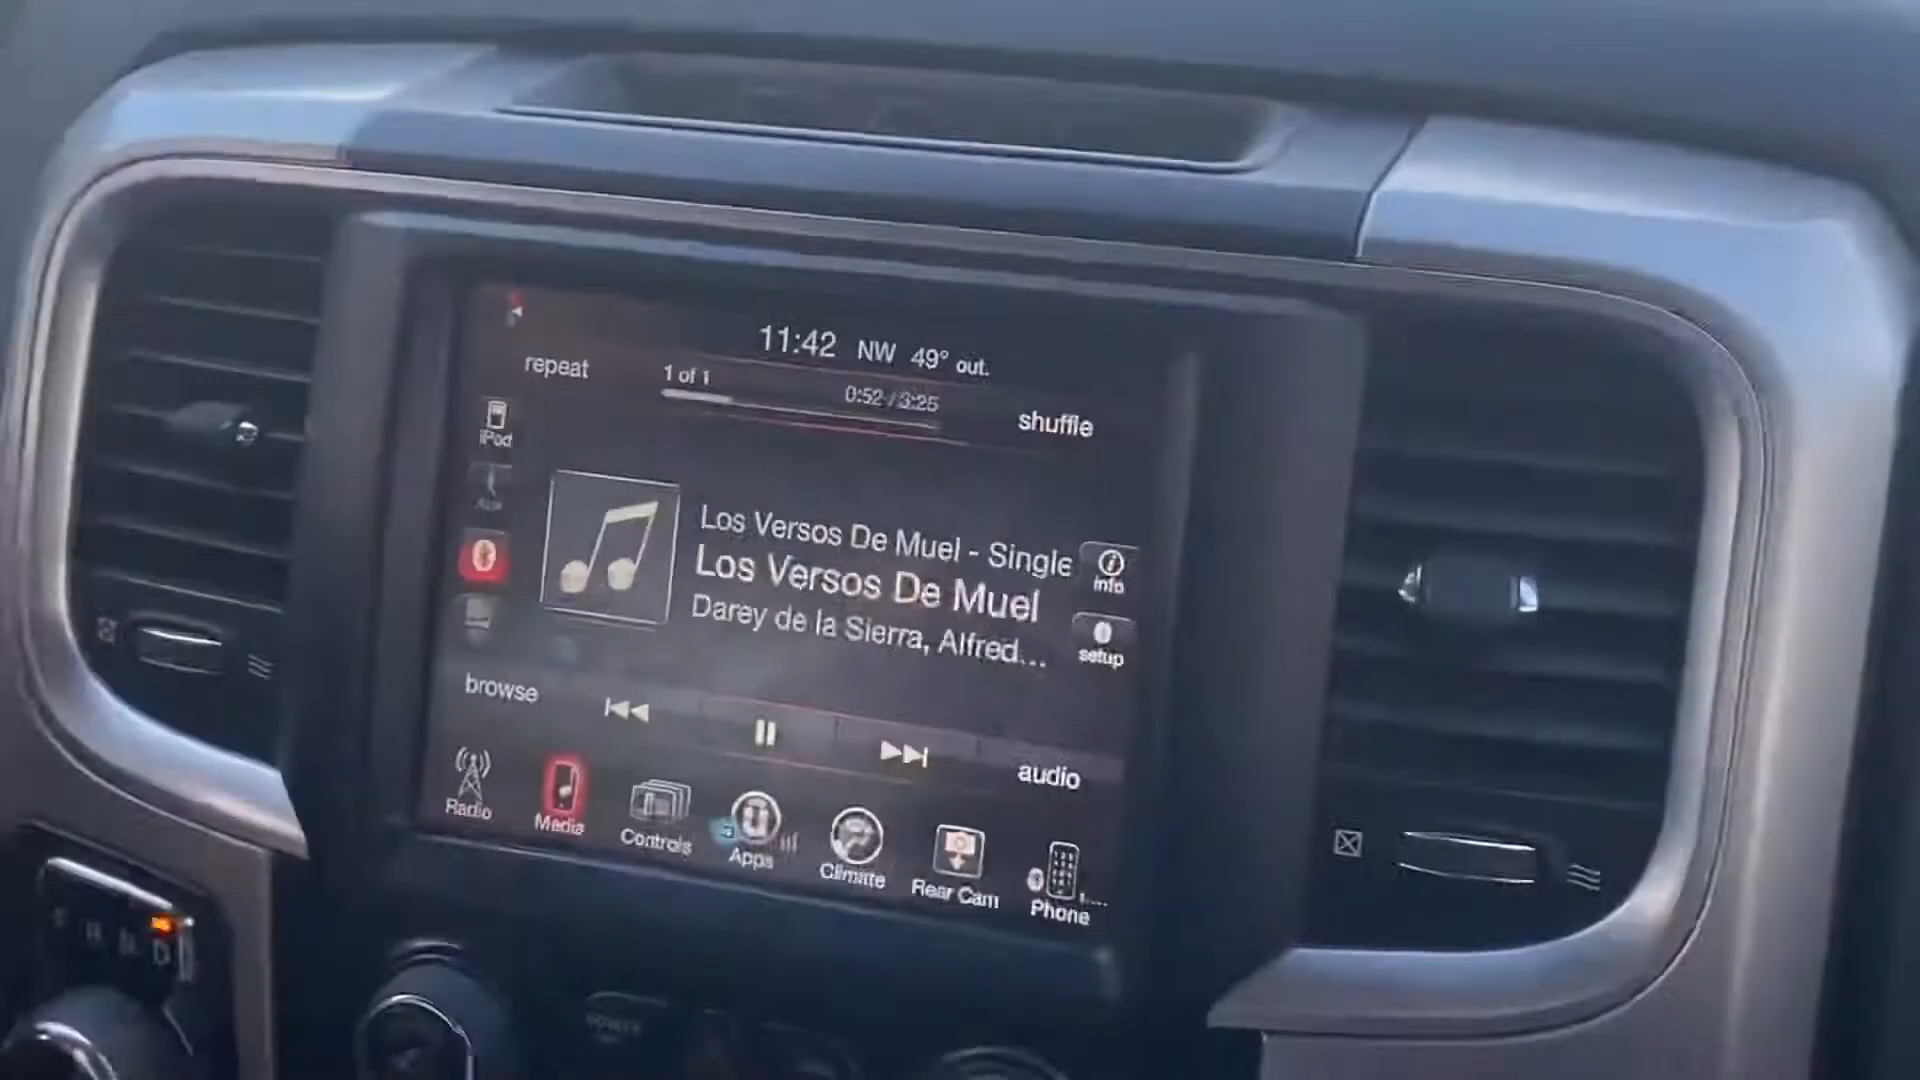 11:42 NW 49° out.
repeat
1 of 1
0:52 / 3:25
shuffle
iPod
Aux
Los Versos De Muel - Single
Los Versos De Muel
Darey de la Sierra, Alfred...
info
setup
browse
audio
Radio
Media
Controls
Apps
Climate
Rear Cam
Phone
R N D